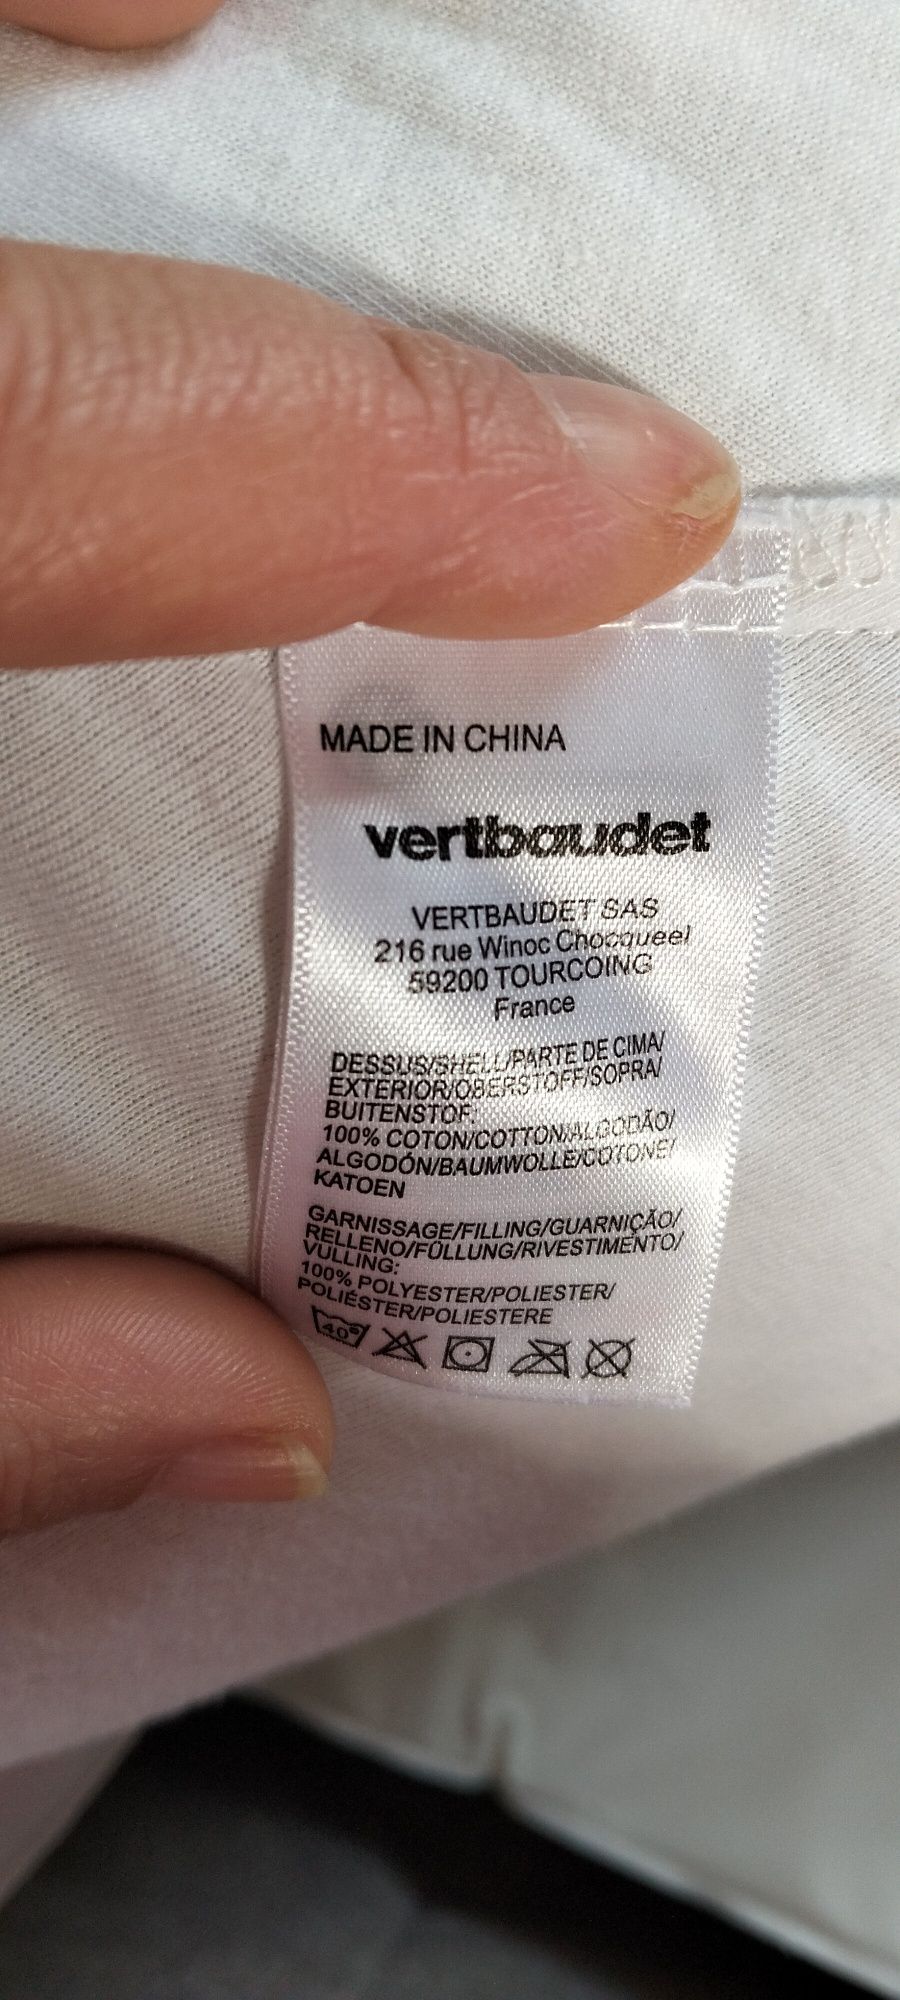 MADE IN CHINA
vertbaudet
VERTBAUDET SAS
216 rue Winoc Chocqueel
59200 TOURCOING
France
DESSUS/SHELL/PARTE DE CIMA/
EXTERIOR/OBERSTOFF/SOPRA/
BUITENSTOF:
100% COTON/COTTON/ALGODÃO/
ALGODÓN/BAUMWOLLE/COTONE/
KATOEN
GARNISSAGE/FILLING/GUARNIÇÃO/
RELLENO/FÜLLUNG/RIVESTIMENTO/
VULLING:
100% POLYESTER/POLIESTER/
POLIÉSTER/POLIESTERE
40°